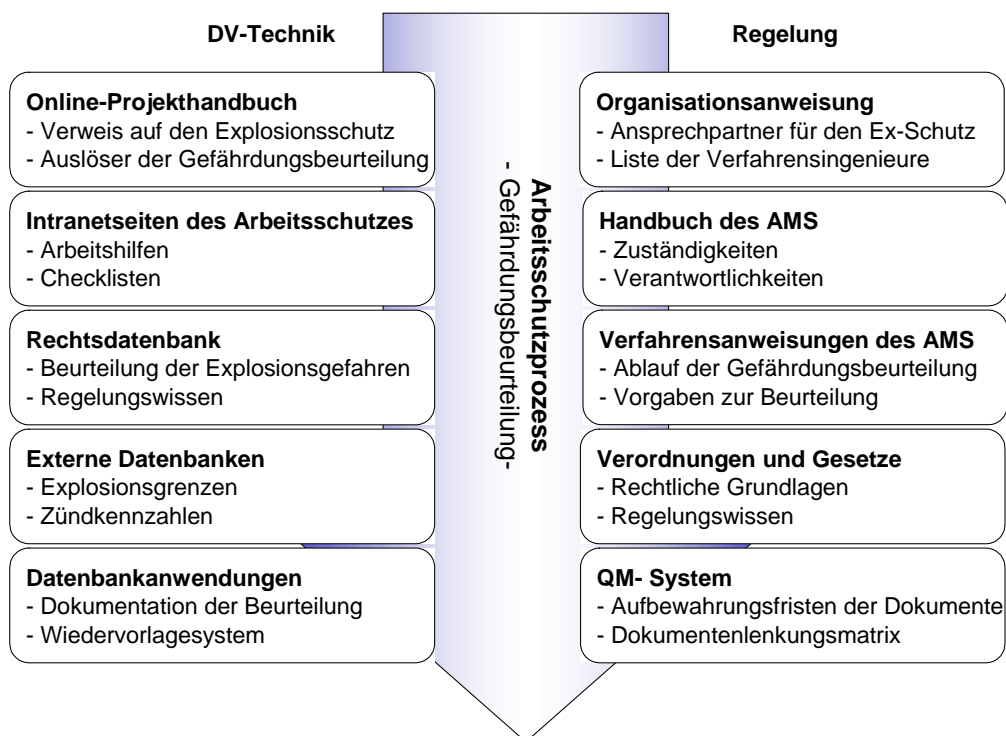 DV-Technik
Regelung
Online-Projekthandbuch
- Verweis auf den Explosionsschutz
- Auslöser der Gefährdungsbeurteilung
Intranetseiten des Arbeitsschutzes
- Arbeitshilfen
- Checklisten
Rechtsdatenbank
- Beurteilung der Explosionsgefahren
- Regelungswissen
Externe Datenbanken
- Explosionsgrenzen
- Zündkennzahlen
Datenbankanwendungen
- Dokumentation der Beurteilung
- Wiedervorlagesystem
Arbeitsschutzprozess
- Gefährdungsbeurteilung-
Organisationsanweisung
- Ansprechpartner für den Ex-Schutz
- Liste der Verfahrensingenieure
Handbuch des AMS
- Zuständigkeiten
- Verantwortlichkeiten
Verfahrensanweisungen des AMS
- Ablauf der Gefährdungsbeurteilung
- Vorgaben zur Beurteilung
Verordnungen und Gesetze
- Rechtliche Grundlagen
- Regelungswissen
QM- System
- Aufbewahrungsfristen der Dokumente
- Dokumentenlenkungsmatrix